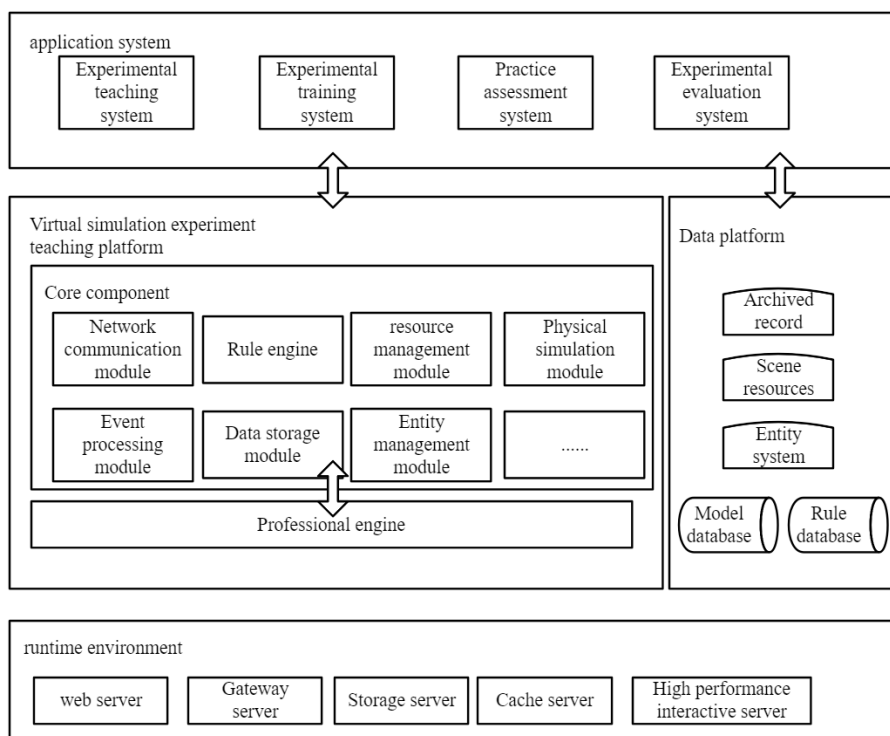 application system
Experimental
teaching
system
Experimental
training
system
Practice
assessment
system
Experimental
evaluation
system
Virtual simulation experiment
teaching platform
Core component
Network
communication
module
Rule engine
resource
management
module
Physical
simulation
module
Event
processing
module
Data storage
module
Entity
management
module
......
Professional engine
Data platform
Archived
record
Scene
resources
Entity
system
Model
database
Rule
database
runtime environment
web server
Gateway
server
Storage server
Cache server
High performance
interactive server